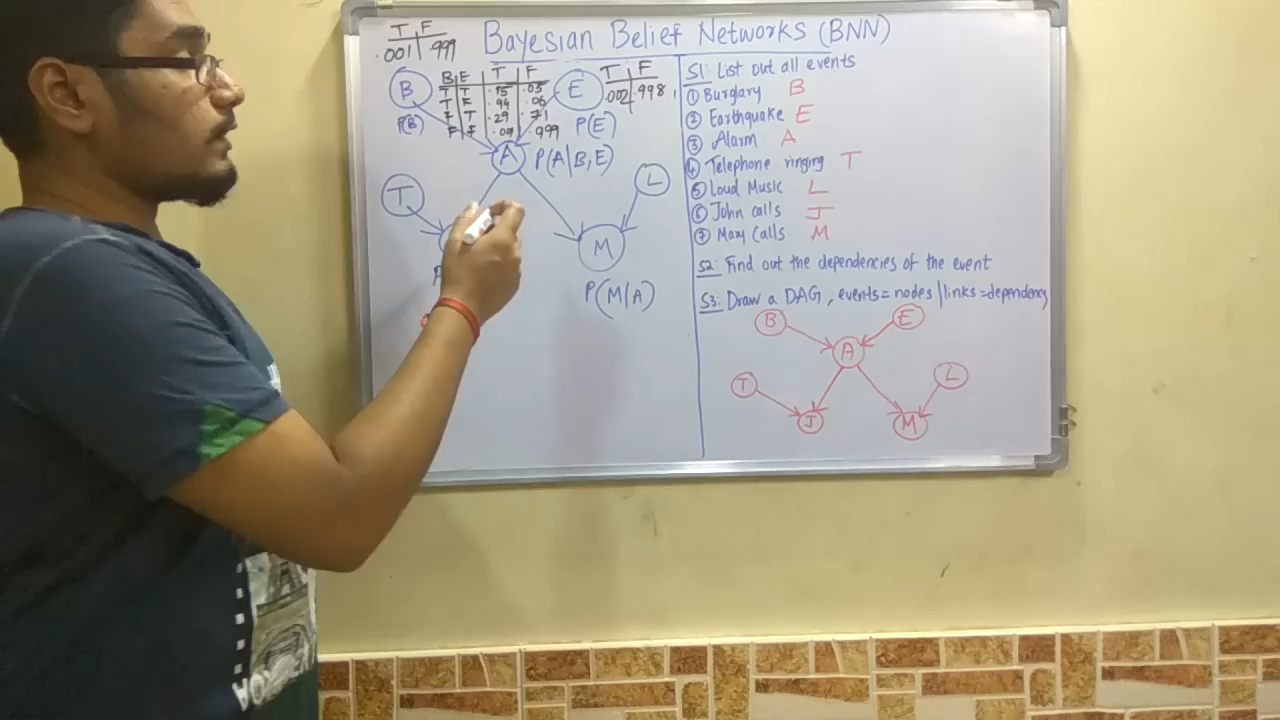 Bayesian Belief Networks (BNN)
T F
.001 .999
B
P(B)
B E T F
T T .95 .05
T F .94 .06
F T .29 .71
F F .999
E
T F
.002 .998
P(E)
A
P(A|B,E)
T
L
M
P(M|A)
S1: List out all events
① Burglary B
② Earthquake E
③ Alarm A
④ Telephone ringing T
⑤ Loud Music L
⑥ John calls J
⑦ Mary Calls M
S2: Find out the dependencies of the event
S3: Draw a DAG, events=nodes | links=dependency
B E
A
T L
J M